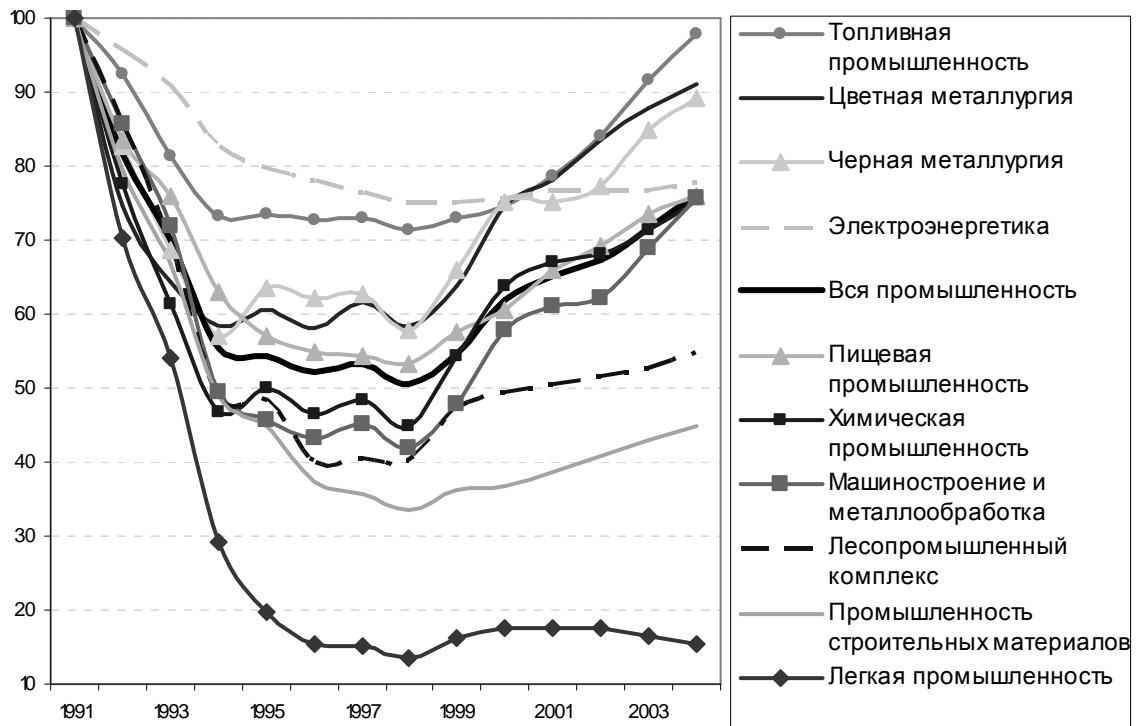 100
90
80
70
60
50
40
30
20
10
1991 1993 1995 1997 1999 2001 2003
Топливная
промышленность
Цветная металлургия
Черная металлургия
Электроэнергетика
Вся промышленность
Пищевая
промышленность
Химическая
промышленность
Машиностроение и
металлообработка
Лесопромышленный
комплекс
Промышленность
строительных материалов
Легкая промышленность